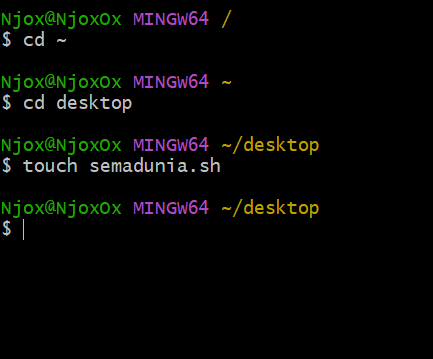 Njox@NjoxOx MINGW64 /
$ cd ~
Njox@NjoxOx MINGW64 ~
$ cd desktop
Njox@NjoxOx MINGW64 ~/desktop
$ touch semadunia.sh
Njox@NjoxOx MINGW64 ~/desktop
$